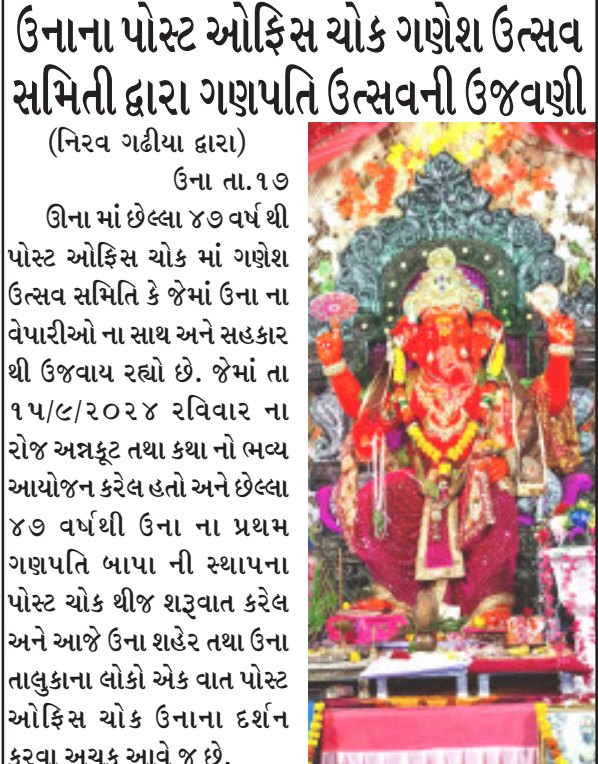 ઉનાના પોસ્ટ ઓફિસ ચોક ગણેશ ઉત્સવ
સમિતી દ્વારા ગણપતિ ઉત્સવની ઉજવણી
(નિરવ ગઢીયા દ્વારા)
ઉના તા.૧૭
ઊના માં છેલ્લા ૪૭ વર્ષ થી
પોસ્ટ ઓફિસ ચોક માં ગણેશ
ઉત્સવ સમિતિ કે જેમાં ઉના ના
વેપારીઓ ના સાથ અને સહકાર
થી ઉજવાય રહ્યો છે. જેમાં તા
૧૫/૯/૨૦૨૪ રવિવાર ના
રોજ અન્નકૂટ તથા કથા નો ભવ્ય
આયોજન કરેલ હતો અને છેલ્લા
૪૭ વર્ષથી ઉના ના પ્રથમ
ગણપતિ બાપા ની સ્થાપના
પોસ્ટ ચોક થીજ શરૂવાત કરેલ
અને આજે ઉના શહેર તથા ઉના
તાલુકાના લોકો એક વાત પોસ્ટ
ઓફિસ ચોક ઉનાના દર્શન
કરવા અચૂક આવે જ છે.